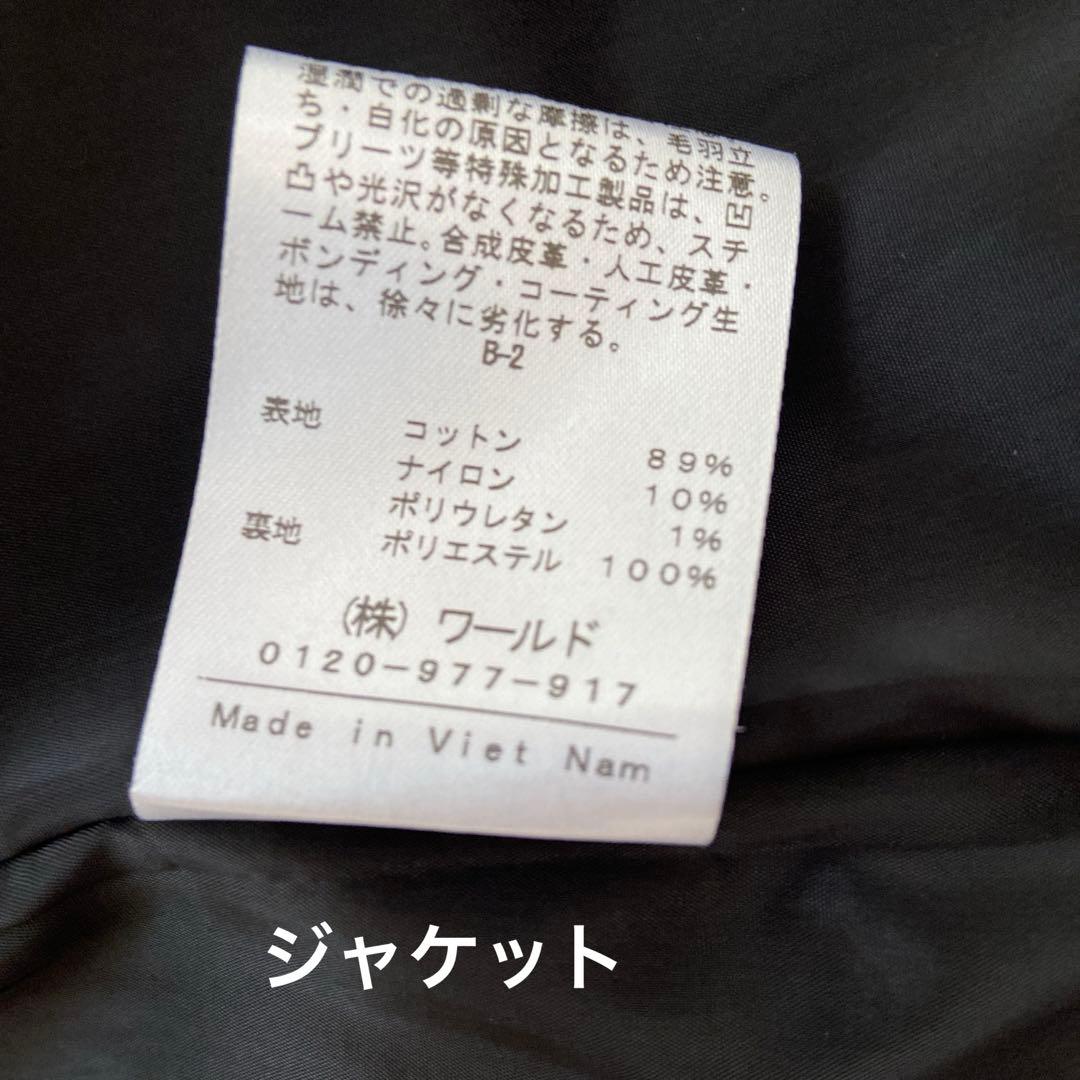 湿潤での過剰な摩擦は、毛羽立
ち・白化の原因となるため注意。
プリーツ等特殊加工製品は、凹
凸や光沢がなくなるため、スチ
ーム禁止。合成皮革・人工皮革・
ボンディング・コーティング生
地は、徐々に劣化する。
B-2
表地 コットン 89%
ナイロン 10%
ポリウレタン 1%
裏地 ポリエステル 100%
(株) ワールド
0120-977-917
Made in Viet Nam
ジャケット